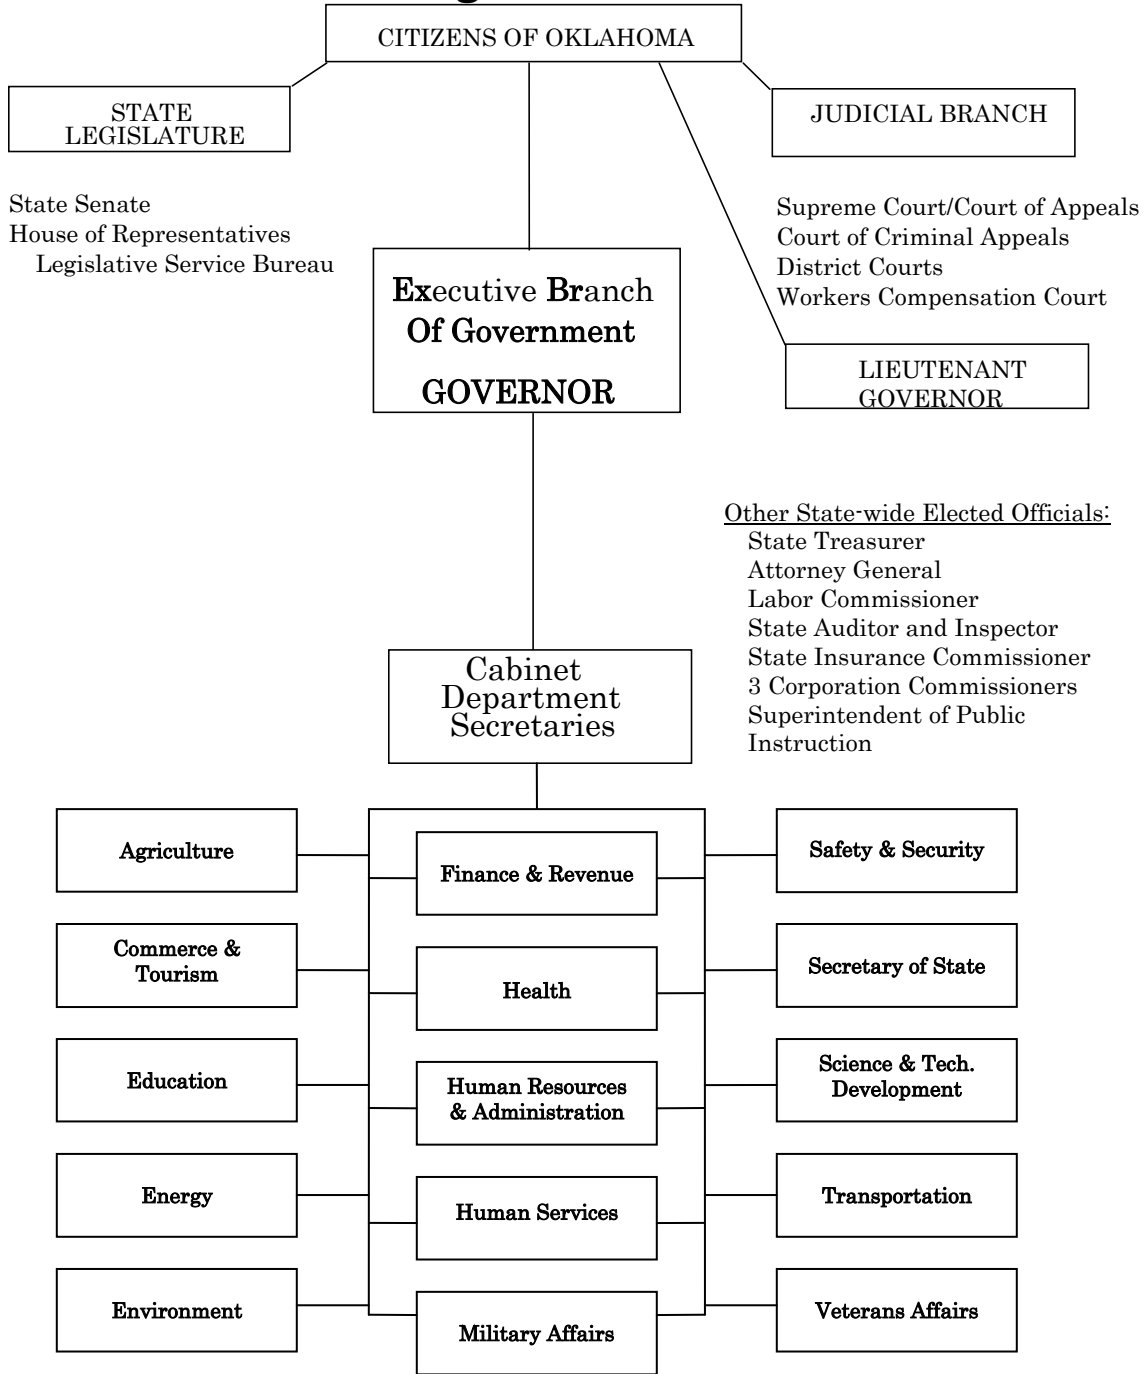 CITIZENS OF OKLAHOMA
STATE
LEGISLATURE
JUDICIAL BRANCH
State Senate
House of Representatives
Legislative Service Bureau
Supreme Court/Court of Appeals
Court of Criminal Appeals
District Courts
Workers Compensation Court
Executive Branch
Of Government
GOVERNOR
LIEUTENANT
GOVERNOR
Other State-wide Elected Officials:
State Treasurer
Attorney General
Labor Commissioner
State Auditor and Inspector
State Insurance Commissioner
3 Corporation Commissioners
Superintendent of Public
Instruction
Cabinet
Department
Secretaries
Agriculture
Finance & Revenue
Safety & Security
Commerce &
Tourism
Health
Secretary of State
Education
Human Resources
& Administration
Science & Tech.
Development
Energy
Human Services
Transportation
Environment
Military Affairs
Veterans Affairs